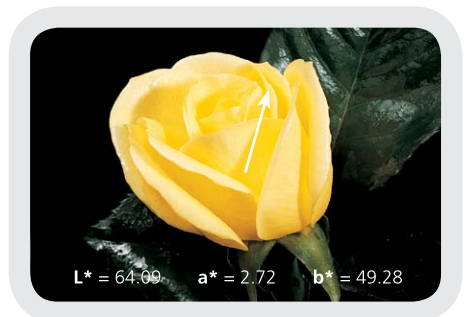 L* = 64.09 a* = 2.72 b* = 49.28